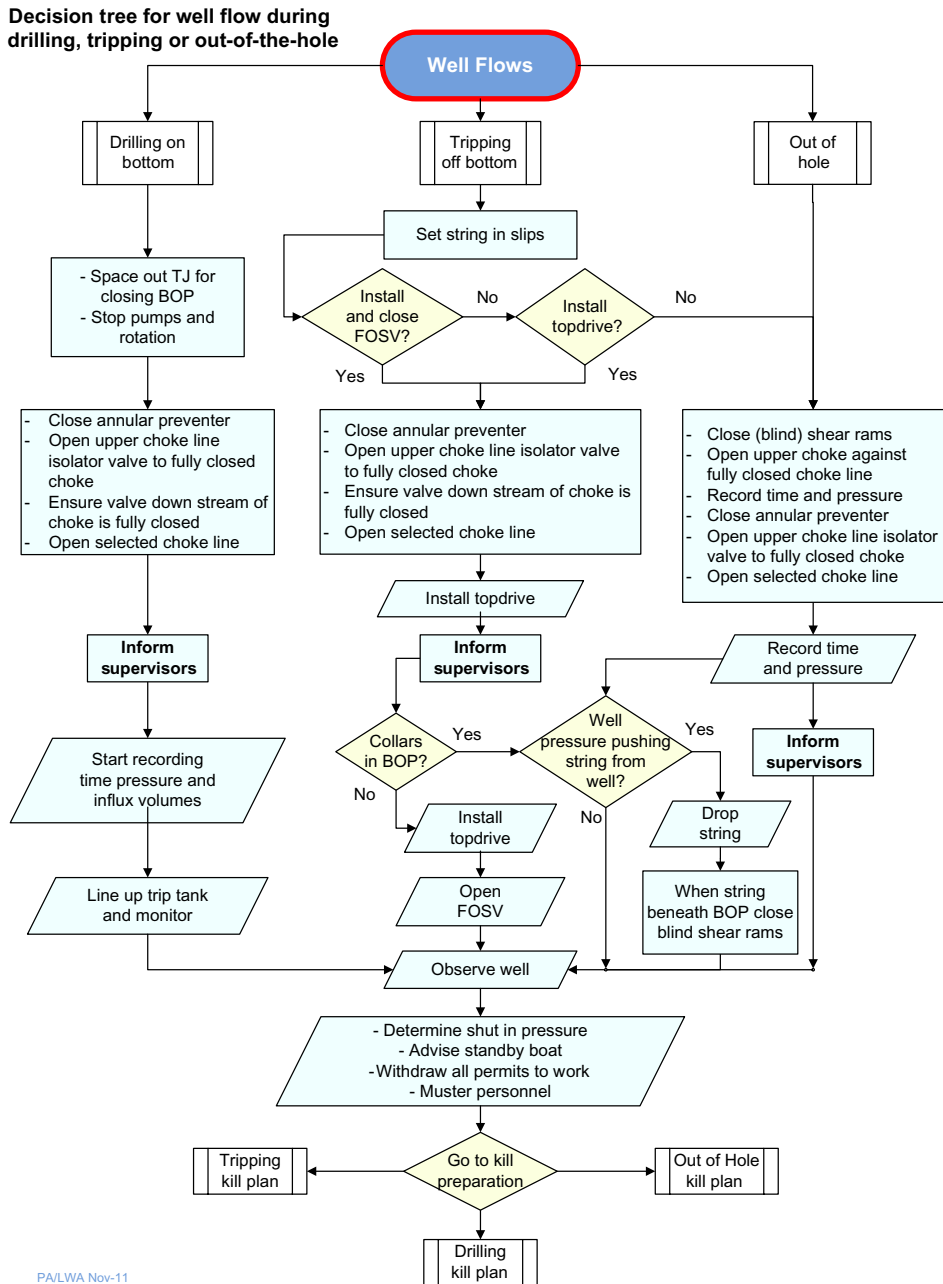 Decision tree for well flow during
drilling, tripping or out-of-the-hole
Well Flows
Drilling on
bottom
Tripping
off bottom
Out of
hole
Set string in slips
- Space out TJ for
closing BOP
- Stop pumps and
rotation
Install
and close
FOSV?
No
Install
topdrive?
No
Yes
Yes
- Close annular preventer
- Open upper choke line
isolator valve to fully closed
choke
- Ensure valve down stream of
choke is fully closed
- Open selected choke line
- Close annular preventer
- Open upper choke line isolator valve
to fully closed choke
- Ensure valve down stream of choke is
fully closed
- Open selected choke line
- Close (blind) shear rams
- Open upper choke against
fully closed choke line
- Record time and pressure
- Close annular preventer
- Open upper choke line isolator
valve to fully closed choke
- Open selected choke line
Install topdrive
Inform
supervisors
Inform
supervisors
Record time
and pressure
Collars
in BOP?
Yes
No
Well
pressure pushing
string from
well?
Yes
No
Inform
supervisors
Start recording
time pressure and
influx volumes
Install
topdrive
Drop
string
Line up trip tank
and monitor
Open
FOSV
When string
beneath BOP close
blind shear rams
Observe well
- Determine shut in pressure
- Advise standby boat
-Withdraw all permits to work
- Muster personnel
Go to kill
preparation
Tripping
kill plan
Out of Hole
kill plan
Drilling
kill plan
PA/LWA Nov-11